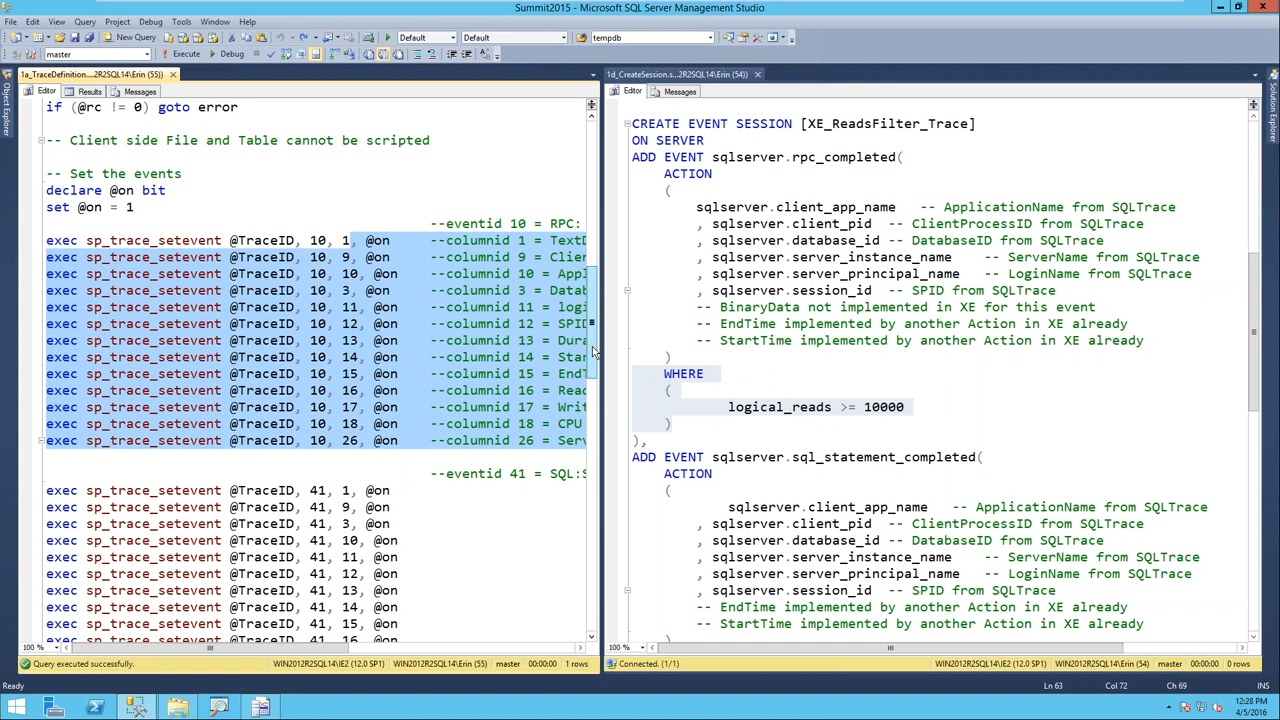 Summit2015 - Microsoft SQL Server Management Studio
File Edit View Query Project Debug Tools Window Help
New Query Default Default tempdb
master Execute Debug
1a_TraceDefinition....2R2SQL14\Erin (55))
Editor Results Messages
if (@rc != 0) goto error
-- Client side File and Table cannot be scripted
-- Set the events
declare @on bit
set @on = 1
--eventid 10 = RPC:
exec sp_trace_setevent @TraceID, 10, 1, @on --columnid 1 = TextD
exec sp_trace_setevent @TraceID, 10, 9, @on --columnid 9 = Clie
exec sp_trace_setevent @TraceID, 10, 10, @on --columnid 10 = Appl
exec sp_trace_setevent @TraceID, 10, 3, @on --columnid 3 = Datab
exec sp_trace_setevent @TraceID, 10, 11, @on --columnid 11 = logi
exec sp_trace_setevent @TraceID, 10, 12, @on --columnid 12 = SPID
exec sp_trace_setevent @TraceID, 10, 13, @on --columnid 13 = Dura
exec sp_trace_setevent @TraceID, 10, 14, @on --columnid 14 = Star
exec sp_trace_setevent @TraceID, 10, 15, @on --columnid 15 = EndT
exec sp_trace_setevent @TraceID, 10, 16, @on --columnid 16 = Read
exec sp_trace_setevent @TraceID, 10, 17, @on --columnid 17 = Writ
exec sp_trace_setevent @TraceID, 10, 18, @on --columnid 18 = CPU
exec sp_trace_setevent @TraceID, 10, 26, @on --columnid 26 = Serv
--eventid 41 = SQL:S
exec sp_trace_setevent @TraceID, 41, 1, @on
exec sp_trace_setevent @TraceID, 41, 9, @on
exec sp_trace_setevent @TraceID, 41, 3, @on
exec sp_trace_setevent @TraceID, 41, 10, @on
exec sp_trace_setevent @TraceID, 41, 11, @on
exec sp_trace_setevent @TraceID, 41, 12, @on
exec sp_trace_setevent @TraceID, 41, 13, @on
exec sp_trace_setevent @TraceID, 41, 14, @on
exec sp_trace_setevent @TraceID, 41, 15, @on
exec sp_trace_setevent @TraceID, 41, 16, @on
100 %
Query executed successfully. WIN2012R2SQL14\IE2 (12.0 SP1) WIN2012R2SQL14\Erin (55) master 00:00:00 1 rows
1d_CreateSession.s...2R2SQL14\Erin (54))
Editor Messages
CREATE EVENT SESSION [XE_ReadsFilter_Trace]
ON SERVER
ADD EVENT sqlserver.rpc_completed(
ACTION
(
sqlserver.client_app_name -- ApplicationName from SQLTrace
, sqlserver.client_pid -- ClientProcessID from SQLTrace
, sqlserver.database_id -- DatabaseID from SQLTrace
, sqlserver.server_instance_name -- ServerName from SQLTrace
, sqlserver.server_principal_name -- LoginName from SQLTrace
, sqlserver.session_id -- SPID from SQLTrace
-- BinaryData not implemented in XE for this event
-- EndTime implemented by another Action in XE already
-- StartTime implemented by another Action in XE already
)
WHERE
(
logical_reads >= 10000
)
),
ADD EVENT sqlserver.sql_statement_completed(
ACTION
(
sqlserver.client_app_name -- ApplicationName from SQLTrace
, sqlserver.client_pid -- ClientProcessID from SQLTrace
, sqlserver.database_id -- DatabaseID from SQLTrace
, sqlserver.server_instance_name -- ServerName from SQLTrace
, sqlserver.server_principal_name -- LoginName from SQLTrace
, sqlserver.session_id -- SPID from SQLTrace
-- EndTime implemented by another Action in XE already
-- StartTime implemented by another Action in XE already
)
100 %
Connected. (1/1) WIN2012R2SQL14\IE2 (12.0 SP1) WIN2012R2SQL14\Erin (54) master 00:00:00 0 rows
Object Explorer
Solution Explorer
Ready Ln 63 Col 72 Ch 69 INS
12:28 PM
4/5/2016